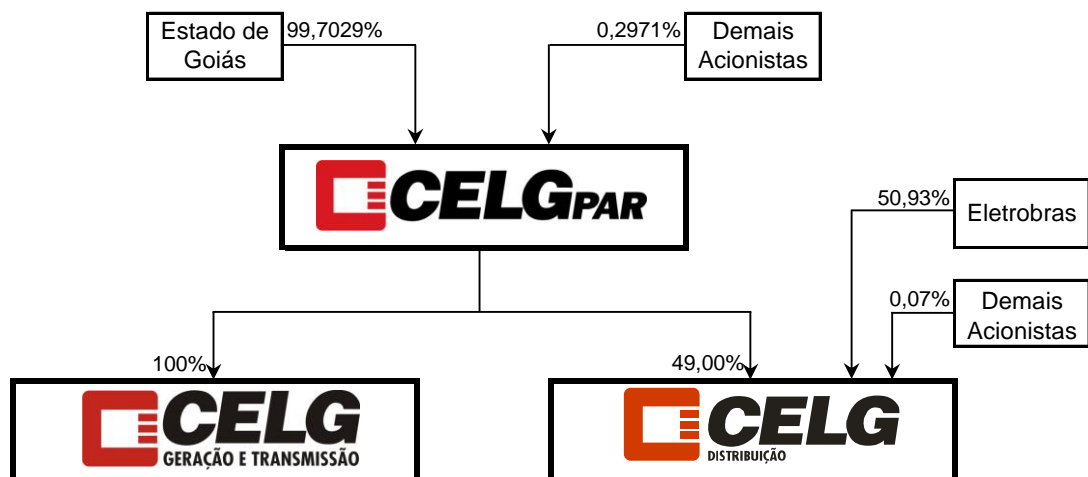 Estado de
Goiás
99,7029%
0,2971%
Demais
Acionistas
CELGPAR
50,93%
Eletrobras
0,07%
Demais
Acionistas
100%
49,00%
CELG
GERAÇÃO E TRANSMISSÃO
CELG
DISTRIBUIÇÃO